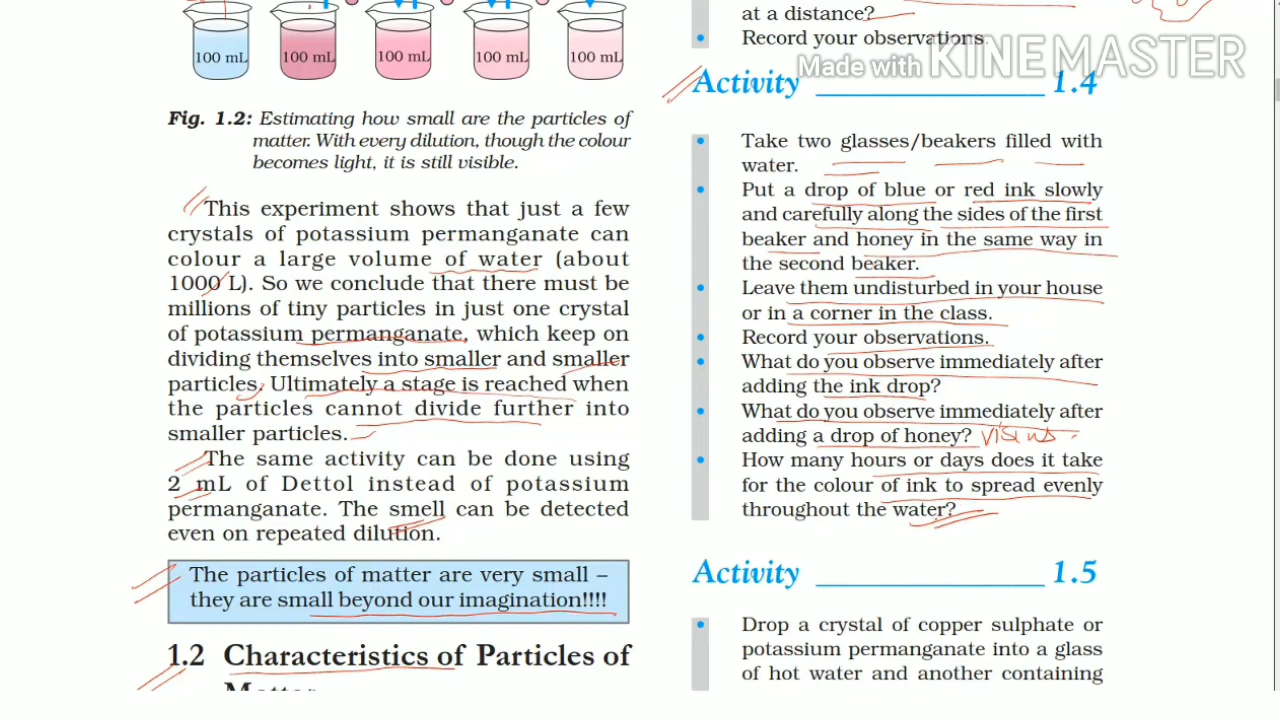 100 mL 100 mL 100 mL 100 mL 100 mL
Fig. 1.2: Estimating how small are the particles of
matter. With every dilution, though the colour
becomes light, it is still visible.
This experiment shows that just a few
crystals of potassium permanganate can
colour a large volume of water (about
1000 L). So we conclude that there must be
millions of tiny particles in just one crystal
of potassium permanganate, which keep on
dividing themselves into smaller and smaller
particles. Ultimately a stage is reached when
the particles cannot divide further into
smaller particles.
The same activity can be done using
2 mL of Dettol instead of potassium
permanganate. The smell can be detected
even on repeated dilution.
The particles of matter are very small –
they are small beyond our imagination!!!!
1.2 Characteristics of Particles of
Matter
at a distance?
• Record your observations.
Made with KINEMASTER
Activity ________________ 1.4
• Take two glasses/beakers filled with
water.
• Put a drop of blue or red ink slowly
and carefully along the sides of the first
beaker and honey in the same way in
the second beaker.
• Leave them undisturbed in your house
or in a corner in the class.
• Record your observations.
• What do you observe immediately after
adding the ink drop?
• What do you observe immediately after
adding a drop of honey?
• How many hours or days does it take
for the colour of ink to spread evenly
throughout the water?
Activity ________________ 1.5
• Drop a crystal of copper sulphate or
potassium permanganate into a glass
of hot water and another containing